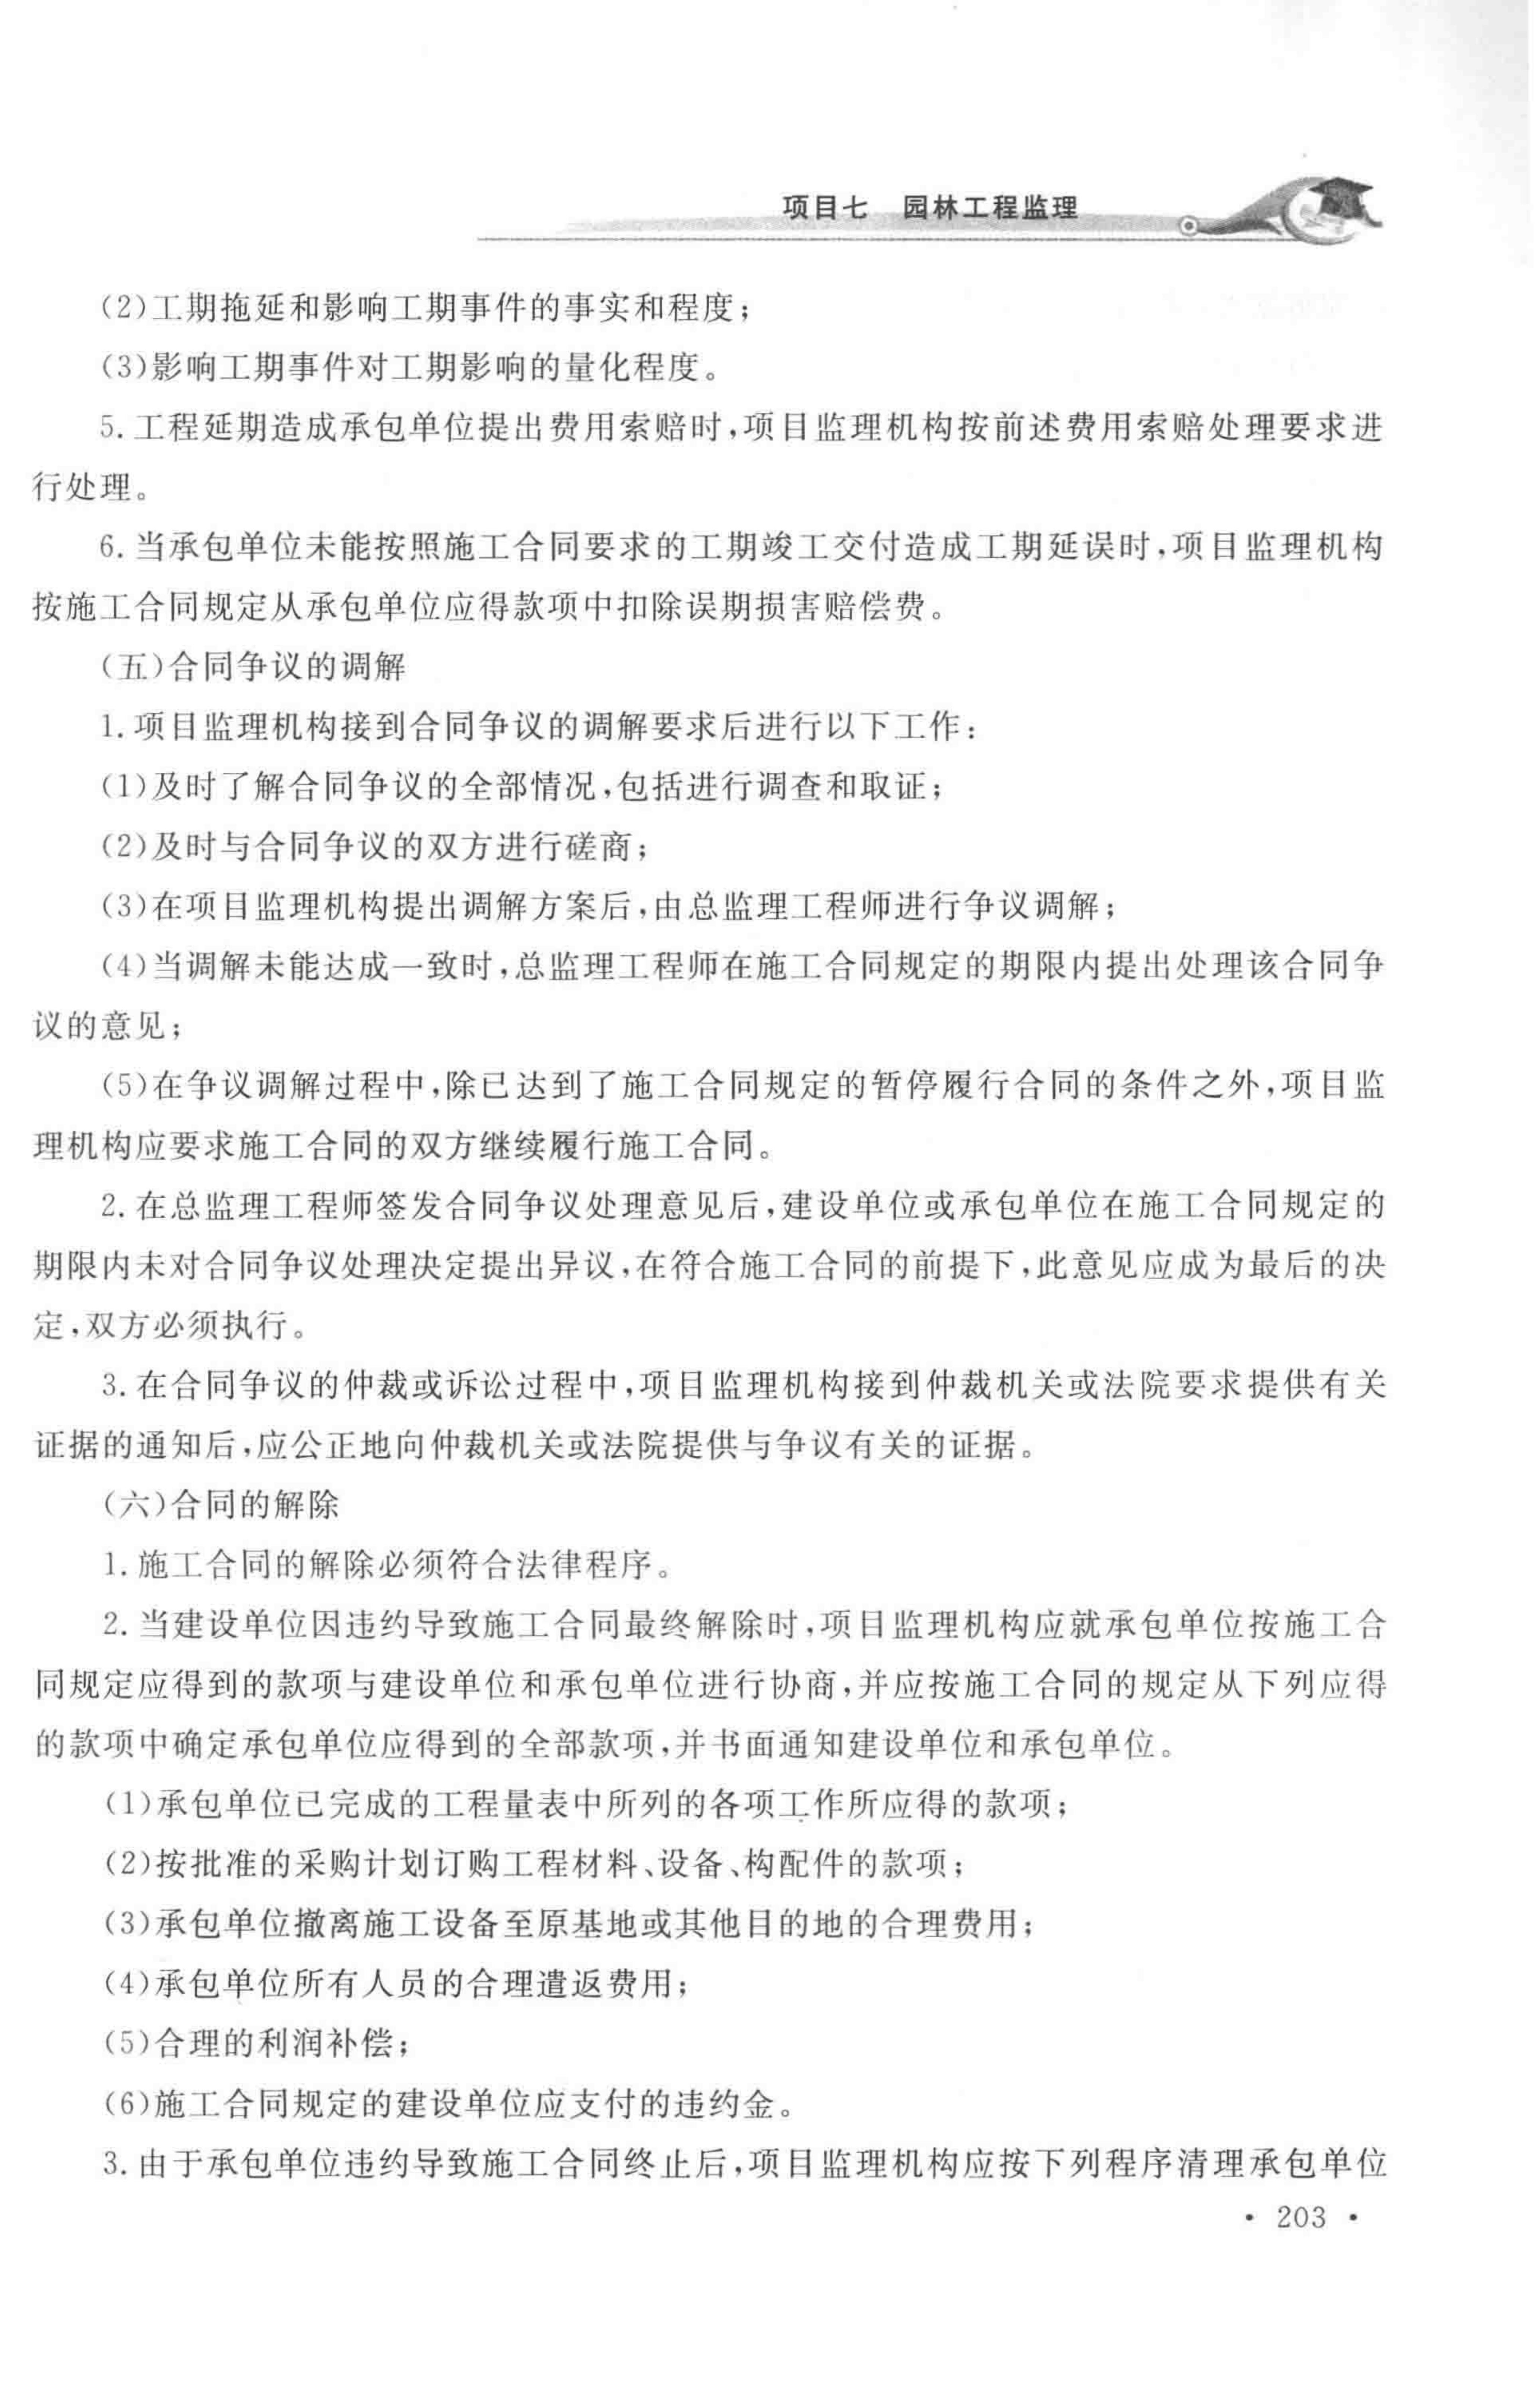 项目七　园林工程监理
(2)工期拖延和影响工期事件的事实和程度；
(3)影响工期事件对工期影响的量化程度。
5. 工程延期造成承包单位提出费用索赔时，项目监理机构按前述费用索赔处理要求进
行处理。
6. 当承包单位未能按照施工合同要求的工期竣工交付造成工期延误时，项目监理机构
按施工合同规定从承包单位应得款项中扣除误期损害赔偿费。
(五)合同争议的调解
1. 项目监理机构接到合同争议的调解要求后进行以下工作：
(1)及时了解合同争议的全部情况，包括进行调查和取证；
(2)及时与合同争议的双方进行磋商；
(3)在项目监理机构提出调解方案后，由总监理工程师进行争议调解；
(4)当调解未能达成一致时，总监理工程师在施工合同规定的期限内提出处理该合同争
议的意见；
(5)在争议调解过程中，除已达到了施工合同规定的暂停履行合同的条件之外，项目监
理机构应要求施工合同的双方继续履行施工合同。
2. 在总监理工程师签发合同争议处理意见后，建设单位或承包单位在施工合同规定的
期限内未对合同争议处理决定提出异议，在符合施工合同的前提下，此意见应成为最后的决
定，双方必须执行。
3. 在合同争议的仲裁或诉讼过程中，项目监理机构接到仲裁机关或法院要求提供有关
证据的通知后，应公正地向仲裁机关或法院提供与争议有关的证据。
(六)合同的解除
1. 施工合同的解除必须符合法律程序。
2. 当建设单位因违约导致施工合同最终解除时，项目监理机构应就承包单位按施工合
同规定应得到的款项与建设单位和承包单位进行协商，并应按施工合同的规定从下列应得
的款项中确定承包单位应得到的全部款项，并书面通知建设单位和承包单位。
(1)承包单位已完成的工程量表中所列的各项工作所应得的款项；
(2)按批准的采购计划订购工程材料、设备、构配件的款项；
(3)承包单位撤离施工设备至原基地或其他目的地的合理费用；
(4)承包单位所有人员的合理遣返费用；
(5)合理的利润补偿；
(6)施工合同规定的建设单位应支付的违约金。
3. 由于承包单位违约导致施工合同终止后，项目监理机构应按下列程序清理承包单位
• 203 •